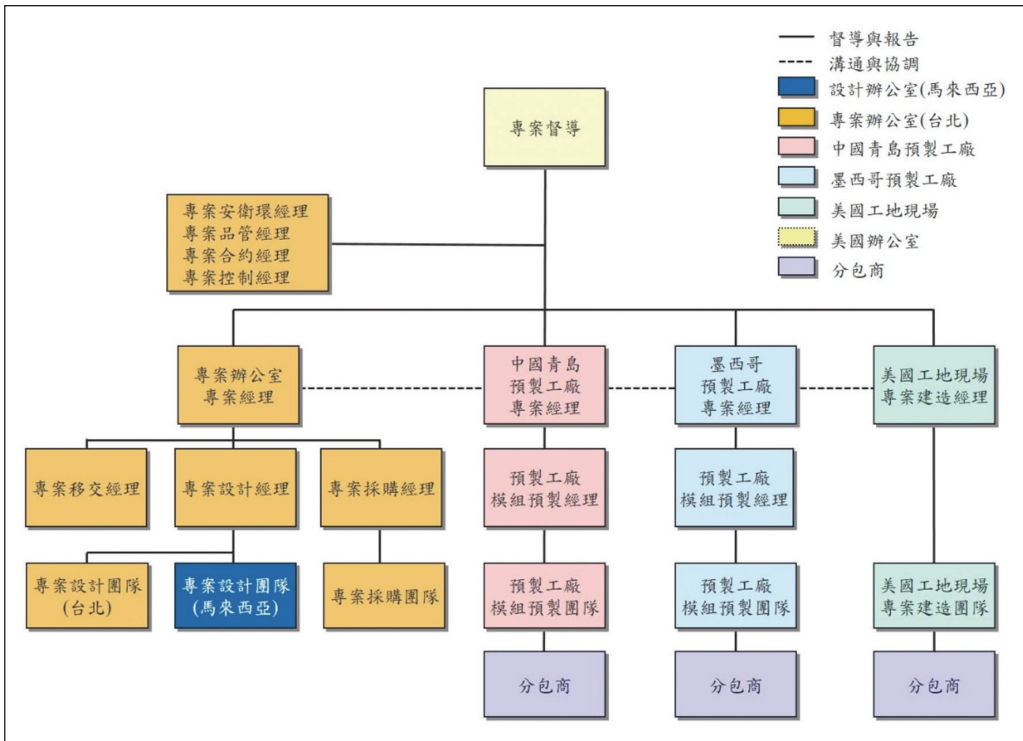 督導與報告
溝通與協調
設計辦公室(馬來西亞)
專案辦公室(台北)
中國青島預製工廠
墨西哥預製工廠
美國工地現場
美國辦公室
分包商
專案督導
專案安衛環經理
專案品管經理
專案合約經理
專案控制經理
專案辦公室
專案經理
中國青島
預製工廠
專案經理
墨西哥
預製工廠
專案經理
美國工地現場
專案建造經理
專案移交經理
專案設計經理
專案採購經理
預製工廠
模組預製經理
預製工廠
模組預製經理
專案設計團隊
(台北)
專案設計團隊
(馬來西亞)
專案採購團隊
預製工廠
模組預製團隊
預製工廠
模組預製團隊
美國工地現場
專案建造團隊
分包商
分包商
分包商